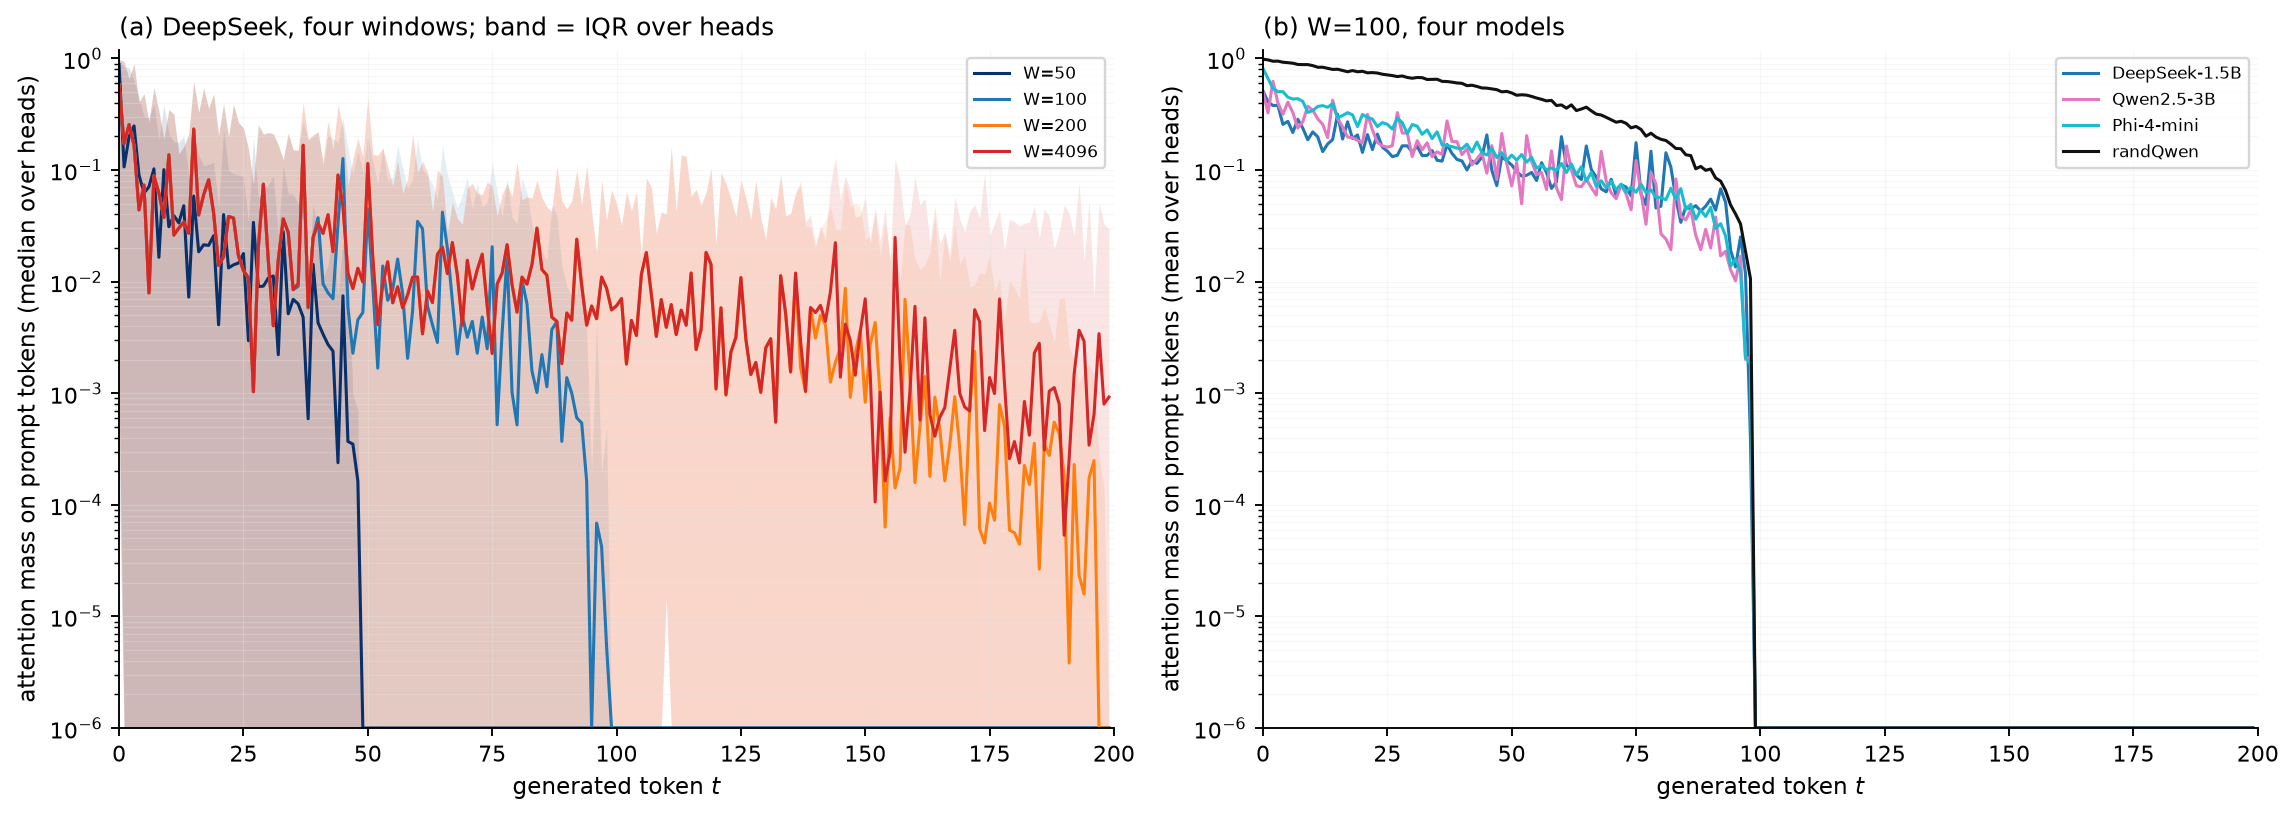 (a) DeepSeek, four windows; band = IQR over heads
attention mass on prompt tokens (median over heads)
10^0
10^-1
10^-2
10^-3
10^-4
10^-5
10^-6
W=50
W=100
W=200
W=4096
0 25 50 75 100 125 150 175 200
generated token t
(b) W=100, four models
attention mass on prompt tokens (mean over heads)
10^0
10^-1
10^-2
10^-3
10^-4
10^-5
10^-6
DeepSeek-1.5B
Qwen2.5-3B
Phi-4-mini
randQwen
0 25 50 75 100 125 150 175 200
generated token t